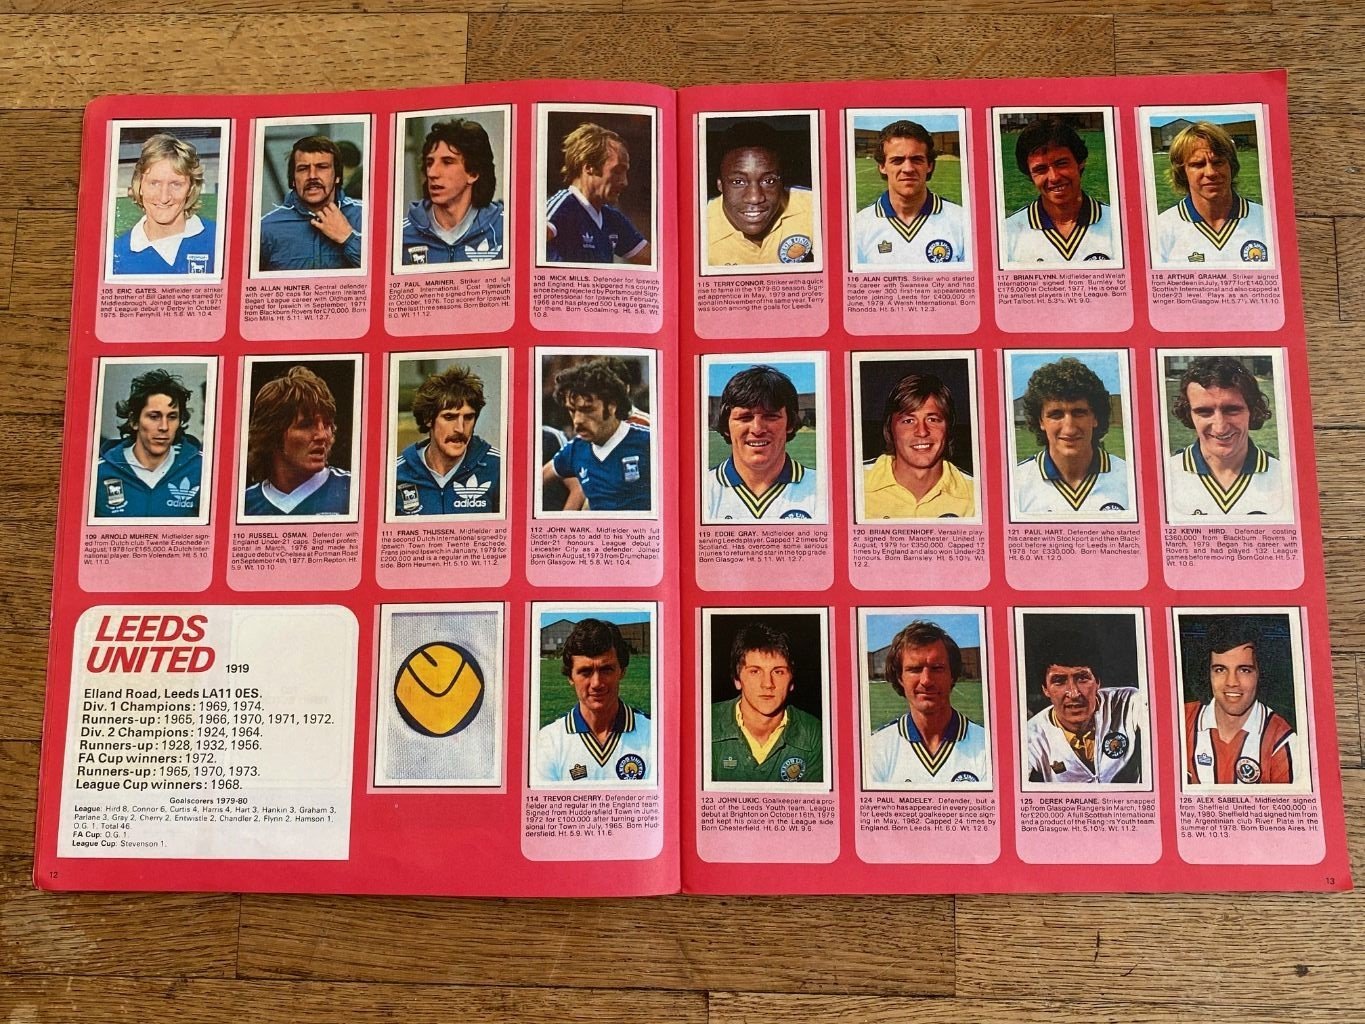 105 ERIC GATES. Midfielder or striker
and brother of Bill Gates who starred for
Middlesbrough. Joined Ipswich in 1971
and League debut v Derby in October,
1975. Born Ferryhill. Ht. 5.6. Wt. 10.4.
106 ALLAN HUNTER. Central defender
with over 50 caps for Northern Ireland.
Began League career with Oldham and
signed for Ipswich in September, 1971
from Blackburn Rovers for £70,000. Born
Sion Mills. Ht. 5.11. Wt. 12.7.
107 PAUL MARINER. Striker and full
England International. Cost Ipswich
£200,000 when he signed from Plymouth
in October, 1976. Top scorer for the club
for the last three seasons. Born Bolton. Ht.
6.0. Wt. 11.12.
108 MICK MILLS. Defender for Ipswich
and England. Has skippered his country
once being rejected by Portsmouth! Sign-
ed professional for Ipswich in February,
1966 and has played 500 League games
for them. Born Godalming. Ht. 5.8. Wt.
10.8.
115 TERRY CONNOR. Striker with a quick
rise to fame in the 1979-80 season. Sign-
ed apprentice in May, 1979 and profes-
sional in November of the same year. Terry
was soon among the goals for Leeds.
116 ALAN CURTIS. Striker who started
his career with Swansea City and had
made over 300 first-team appearances
before joining Leeds for £400,000 in
June, 1979. A Welsh International. Born
Rhondda. Ht. 5.11. Wt. 12.3.
117 BRIAN FLYNN. Midfielder and Welsh
International signed from Burnley for
£175,000 in October, 1977. He is one of
the smallest players in the League. Born
Port Talbot. Ht. 5.3½. Wt. 9.0.
118 ARTHUR GRAHAM. Striker signed
from Aberdeen in July, 1977 for £140,000.
Scottish International and also capped at
Under-23 level. Plays as an orthodox
winger. Born Glasgow. Ht. 5.7½. Wt. 11.10.
109 ARNOLD MUHREN. Midfielder sign-
ed from Dutch club Twente Enschede in
August, 1978 for £165,000. A Dutch Inter-
national player. Born Volendam. Ht. 5.10.
Wt. 11.0.
110 RUSSELL OSMAN. Defender with
England Under-21 caps. Signed profes-
sional in March, 1976 and made his
League debut v Chelsea at Portman Road
on September 4th, 1977. Born Repton. Ht.
5.9. Wt. 10.10.
111 FRANS THIJSSEN. Midfielder and
the second Dutch International signed by
Ipswich Town from Twente Enschede.
Frans joined Ipswich in January, 1979 for
£200,000 and is a regular in the League
side. Born Heumen. Ht. 5.10. Wt. 11.2.
112 JOHN WARK. Midfielder with full
Scottish caps to add to his Youth and
Under-21 honours. League debut v
Leicester City as a defender. Joined
Ipswich in August, 1973 from Drumchapel.
Born Glasgow. Ht. 5.8. Wt. 10.4.
119 EDDIE GRAY. Midfielder and long
serving Leeds player. Capped 12 times for
Scotland. Has overcome serious
injuries to return and star in the top grade.
Born Glasgow. Ht. 5.11. Wt. 12.7.
120 BRIAN GREENHOFF. Versatile play-
er signed from Manchester United in
August, 1979 for £350,000. Capped 17
times by England and also won Under-23
honours. Born Barnsley. Ht. 5.10½. Wt.
12.2.
121 PAUL HART. Defender who started
his career with Stockport and then Black-
pool before signing for Leeds in March,
1978 for £330,000. Born Manchester.
Ht. 6.0. Wt. 12.0.
122 KEVIN HIRD. Defender costing
£360,000 from Blackburn Rovers in
March, 1979. Began his career with
Rovers and had played 132 League
games before moving. Born Colne. Ht. 5.7.
Wt. 10.6.
LEEDS
UNITED 1919
Elland Road, Leeds LA11 0ES.
Div. 1 Champions: 1969, 1974.
Runners-up: 1965, 1966, 1970, 1971, 1972.
Div. 2 Champions: 1924, 1964.
Runners-up: 1928, 1932, 1956.
FA Cup winners: 1972.
Runners-up: 1965, 1970, 1973.
League Cup winners: 1968.
Goalscorers 1979-80
League: Hird 8, Connor 6, Curtis 4, Harris 4, Hart 3, Hankin 3, Graham 3,
Parlane 3, Gray 2, Cherry 2, Entwistle 2, Chandler 2, Flynn 2, Hamson 1,
O.G. 1. Total 46.
FA Cup: O.G. 1.
League Cup: Stevenson 1.
114 TREVOR CHERRY. Defender or mid-
fielder and regular in the England team.
Signed from Huddersfield Town in June,
1972 for £100,000 after turning profes-
sional for Town in July, 1965. Born Hud-
dersfield. Ht. 5.9. Wt. 11.6.
123 JOHN LUKIC. Goalkeeper and a pro-
duct of the Leeds Youth team. League
debut at Brighton on October 16th, 1979
and kept his place in the League side.
Born Chesterfield. Ht. 6.0. Wt. 9.6.
124 PAUL MADELEY. Defender, but a
player who has appeared in every position
for Leeds except goalkeeper since sign-
ing in May, 1962. Capped 24 times by
England. Born Leeds. Ht. 6.0. Wt. 12.6.
125 DEREK PARLANE. Striker snapped
up from Glasgow Rangers in March, 1980
for £200,000. A full Scottish International
and a product of the Rangers Youth team.
Born Glasgow. Ht. 5.10½. Wt. 11.2.
126 ALEX SABELLA. Midfielder signed
from Sheffield United for £400,000 in
May, 1980. Sheffield had signed him from
the Argentinian club River Plate in the
summer of 1978. Born Buenos Aires. Ht.
5.8. Wt. 10.13.
12
13
adidas
adidas